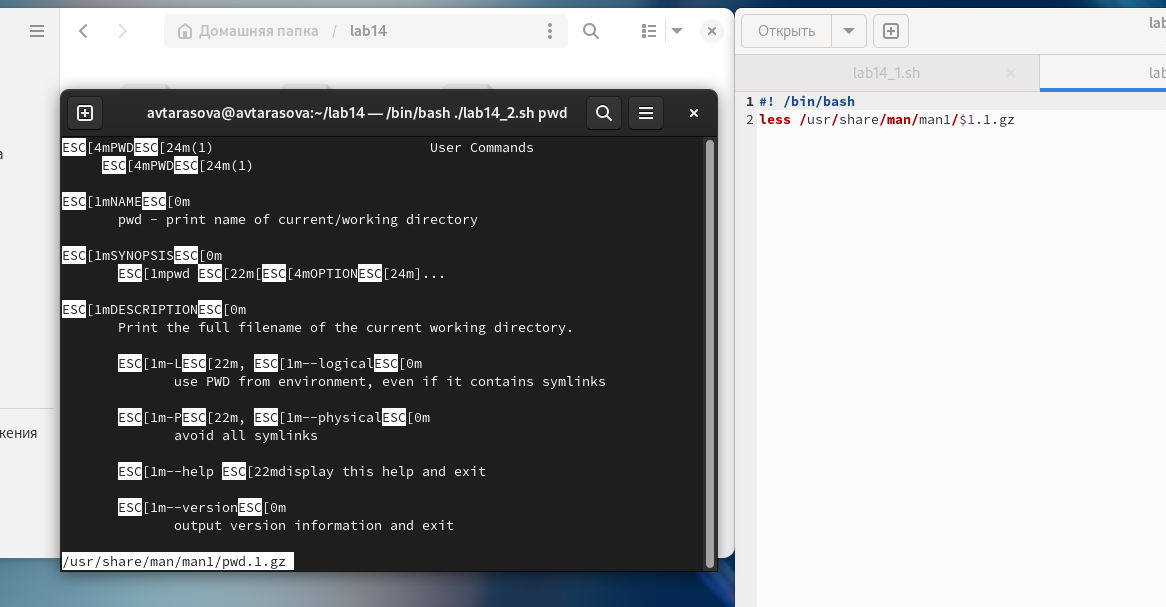 Домашняя папка / lab14
Открыть
lab
lab14_1.sh
lab
1 #! /bin/bash
2 less /usr/share/man/man1/$1.1.gz
avtarasova@avtarasova:~/lab14 — /bin/bash ./lab14_2.sh pwd
ESC[4mPWDESC[24m(1) User Commands
ESC[4mPWDESC[24m(1)
ESC[1mNAMEESC[0m
pwd - print name of current/working directory
ESC[1mSYNOPSISESC[0m
ESC[1mpwd ESC[22m[ESC[4mOPTIONESC[24m]...
ESC[1mDESCRIPTIONESC[0m
Print the full filename of the current working directory.
ESC[1m-LESC[22m, ESC[1m--logicalESC[0m
use PWD from environment, even if it contains symlinks
ESC[1m-PESC[22m, ESC[1m--physicalESC[0m
avoid all symlinks
ESC[1m--help ESC[22mdisplay this help and exit
ESC[1m--versionESC[0m
output version information and exit
/usr/share/man/man1/pwd.1.gz
а
жения